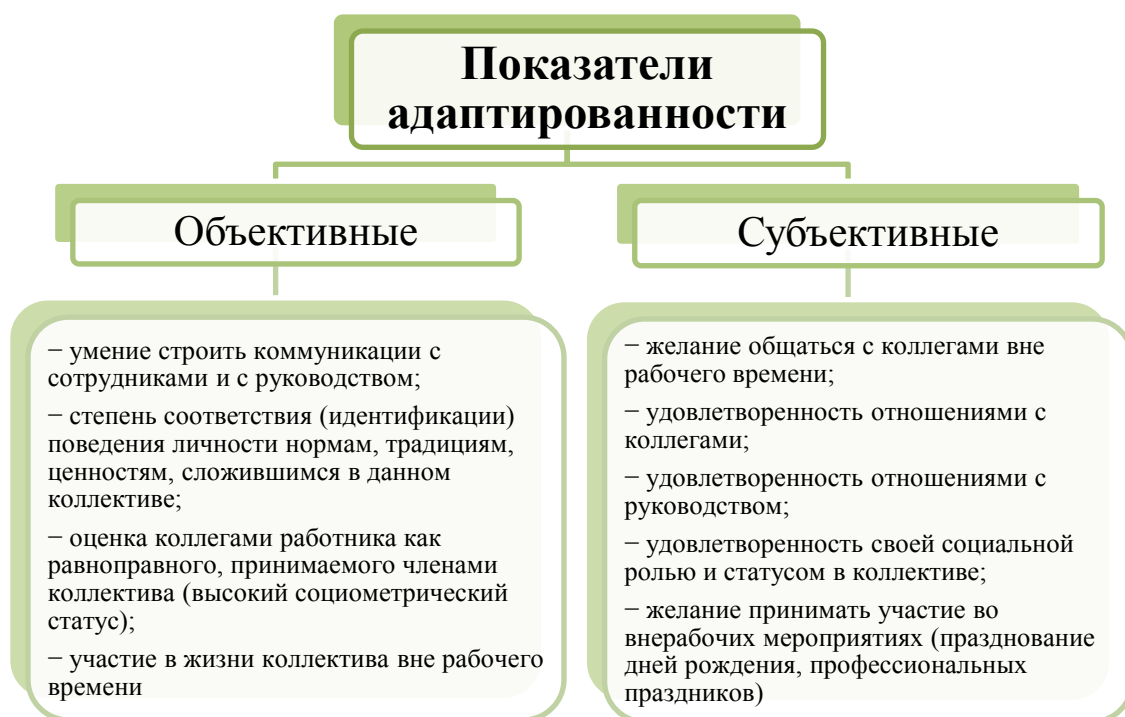 Показатели
адаптированности
Объективные
− умение строить коммуникации с
сотрудниками и с руководством;
− степень соответствия (идентификации)
поведения личности нормам, традициям,
ценностям, сложившимся в данном
коллективе;
− оценка коллегами работника как
равноправного, принимаемого членами
коллектива (высокий социометрический
статус);
− участие в жизни коллектива вне рабочего
времени
Субъективные
− желание общаться с коллегами вне
рабочего времени;
− удовлетворенность отношениями с
коллегами;
− удовлетворенность отношениями с
руководством;
− удовлетворенность своей социальной
ролью и статусом в коллективе;
− желание принимать участие во
внерабочих мероприятиях (празднование
дней рождения, профессиональных
праздников)